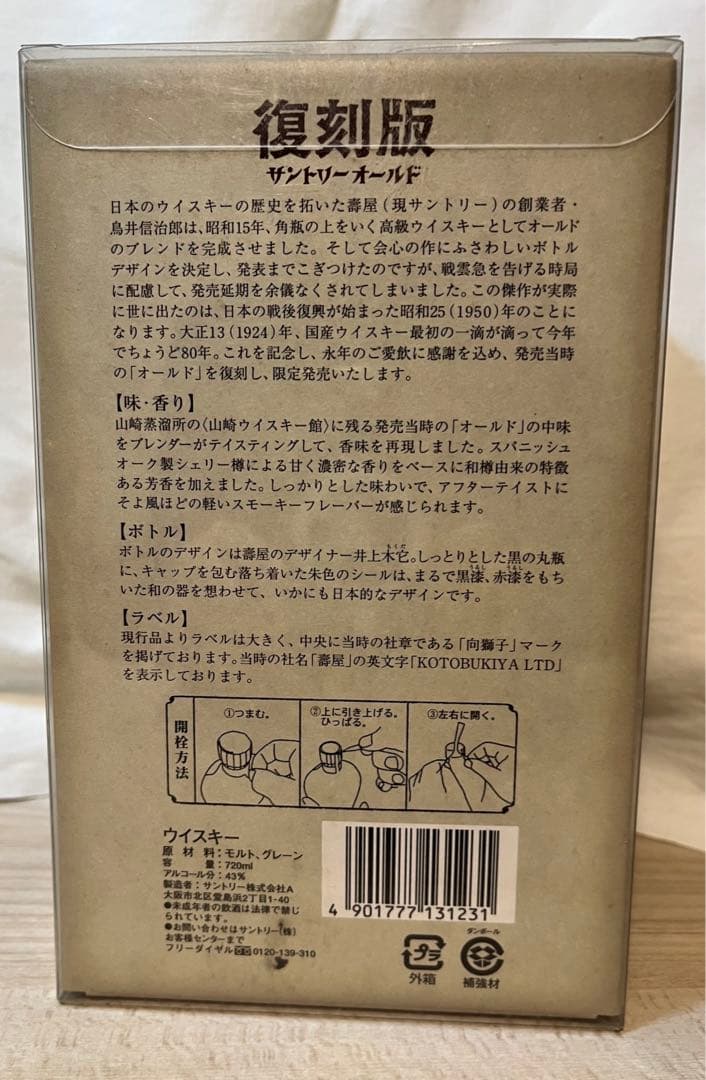 復刻版
サントリーオールド
日本のウイスキーの歴史を拓いた壽屋(現サントリー)の創業者・
鳥井信治郎は、昭和15年、角瓶の上をいく高級ウイスキーとしてオールド
のブレンドを完成させました。そして会心の作にふさわしいボトル
デザインを決定し、発表までこぎつけたのですが、戦雲急を告げる時局
に配慮して、発売延期を余儀なくされてしまいました。この傑作が実際
に世に出たのは、日本の戦後復興が始まった昭和25(1950)年のことに
なります。大正13(1924)年、国産ウイスキー最初の一滴が滴って今年
でちょうど80年。これを記念し、永年のご愛飲に感謝を込め、発売当時
の「オールド」を復刻し、限定発売いたします。
【味・香り】
山崎蒸溜所の〈山崎ウイスキー館〉に残る発売当時の「オールド」の中味
をブレンダーがテイスティングして、香味を再現しました。スパニッシュ
オーク製シェリー樽による甘く濃密な香りをベースに和樽由来の特徴
ある芳香を加えました。しっかりとした味わいで、アフターテイストに
そよ風ほどの軽いスモーキーフレーバーが感じられます。
【ボトル】
ボトルのデザインは壽屋のデザイナー井上木它。しっとりとした黒の丸瓶
に、キャップを包む落ち着いた朱色のシールは、まるで黒漆、赤漆をもち
いた和の器を想わせて、いかにも日本的なデザインです。
【ラベル】
現行品よりラベルは大きく、中央に当時の社章である「向獅子」マーク
を掲げております。当時の社名「壽屋」の英文字「KOTOBUKIYA LTD」
を表示しております。
開栓方法
①つまむ。
②上に引き上げる。
ひっぱる。
③左右に開く。
ウイスキー
原材料:モルト、グレーン
容量:720ml
アルコール分:43%
製造者:サントリー株式会社A
大阪市北区堂島浜2丁目1-40
●未成年者の飲酒は法律で禁じ
られています。
●お問い合わせはサントリー(株)
お客様センターまで
フリーダイヤル 0120-139-310
4 901777 131231
プラ
外箱
ダンボール
補強材